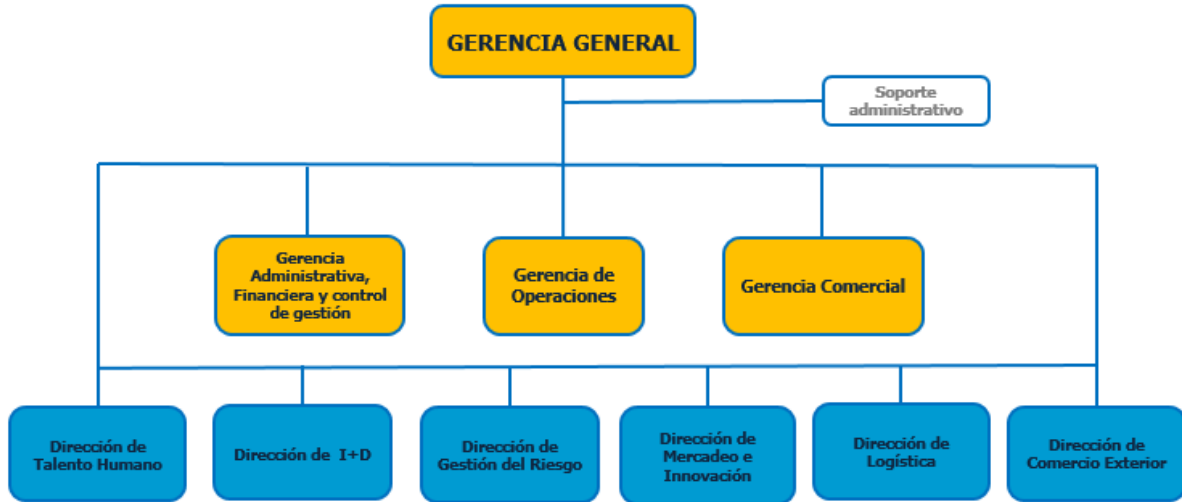 GERENCIA GENERAL
Soporte
administrativo
Gerencia
Administrativa,
Financiera y control
de gestión
Gerencia de
Operaciones
Gerencia Comercial
Dirección de
Talento Humano
Dirección de I+D
Dirección de
Gestión del Riesgo
Dirección de
Mercadeo e
Innovación
Dirección de
Logística
Dirección de
Comercio Exterior